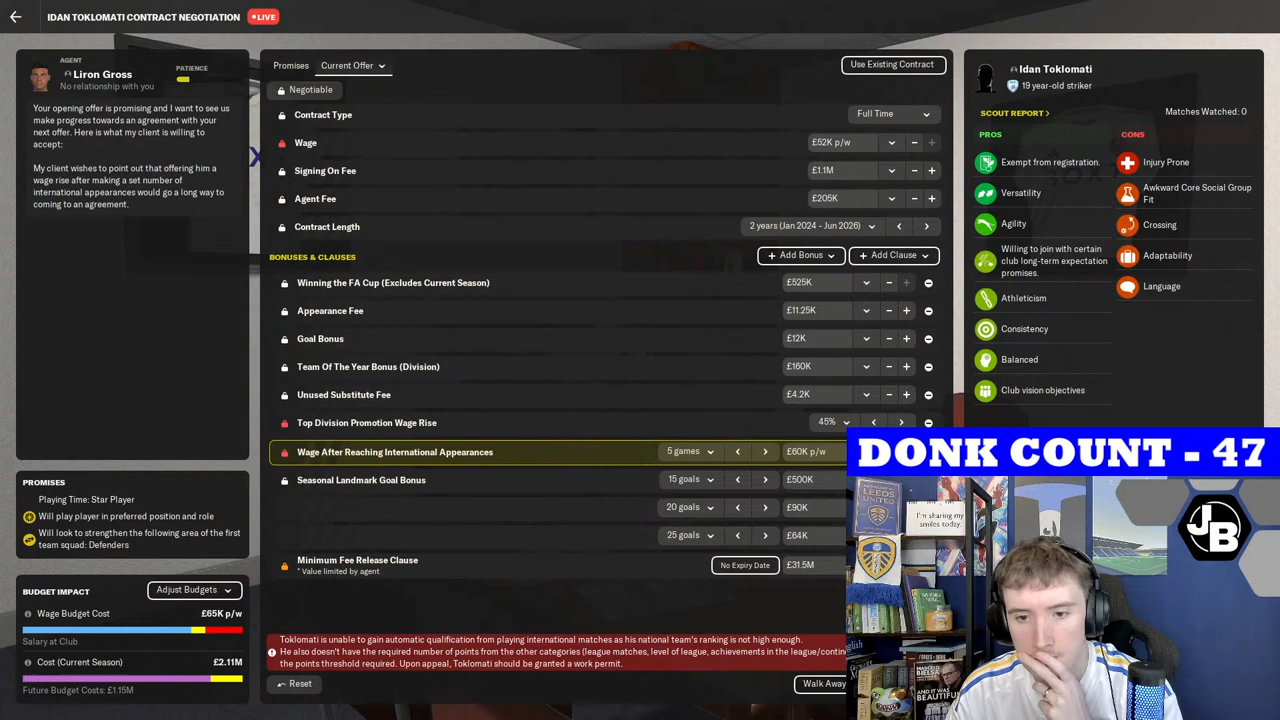 IDAN TOKLOMATI CONTRACT NEGOTIATION
LIVE
AGENT
Liron Gross
No relationship with you
PATIENCE
Your opening offer is promising and I want to see us
make progress towards an agreement with your
next offer. Here is what my client is willing to
accept:
My client wishes to point out that offering him a
wage rise after making a set number of
international appearances would go a long way to
coming to an agreement.
PROMISES
Playing Time: Star Player
Will play player in preferred position and role
Will look to strengthen the following area of the first
team squad: Defenders
BUDGET IMPACT
Adjust Budgets
Wage Budget Cost
£65K p/w
Salary at Club
Cost (Current Season)
£2.11M
Future Budget Costs: £1.15M
Promises
Current Offer
Use Existing Contract
Negotiable
Contract Type
Full Time
Wage
£52K p/w
Signing On Fee
£1.1M
Agent Fee
£205K
Contract Length
2 years (Jan 2024 - Jun 2026)
BONUSES & CLAUSES
Add Bonus
Add Clause
Winning the FA Cup (Excludes Current Season)
£525K
Appearance Fee
£11.25K
Goal Bonus
£12K
Team Of The Year Bonus (Division)
£160K
Unused Substitute Fee
£4.2K
Top Division Promotion Wage Rise
45%
Wage After Reaching International Appearances
5 games
£60K p/w
Seasonal Landmark Goal Bonus
15 goals
£500K
20 goals
£90K
25 goals
£64K
Minimum Fee Release Clause
* Value limited by agent
No Expiry Date
£31.5M
Toklomati is unable to gain automatic qualification from playing international matches as his national team's ranking is not high enough.
He also doesn't have the required number of points from the other categories (league matches, level of league, achievements in the league/contin
the points threshold required. Upon appeal, Toklomati should be granted a work permit.
Reset
Walk Away
Idan Toklomati
19 year-old striker
SCOUT REPORT >
Matches Watched: 0
PROS
Exempt from registration.
Versatility
Agility
Willing to join with certain
club long-term expectation
promises.
Athleticism
Consistency
Balanced
Club vision objectives
CONS
Injury Prone
Awkward Core Social Group
Fit
Crossing
Adaptability
Language
DONK COUNT - 47
LEEDS
UNITED
I'm sharing my
smiles today.
JB
MARCELO
BIELSA
AND IT WAS
BEAUTIFUL